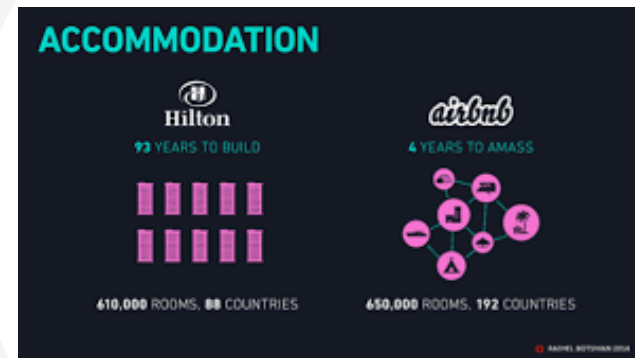 ACCOMMODATION
Hilton
93 YEARS TO BUILD
610,000 ROOMS, 88 COUNTRIES
airbnb
4 YEARS TO AMASS
650,000 ROOMS, 192 COUNTRIES
RACHEL BOTSMAN 2014